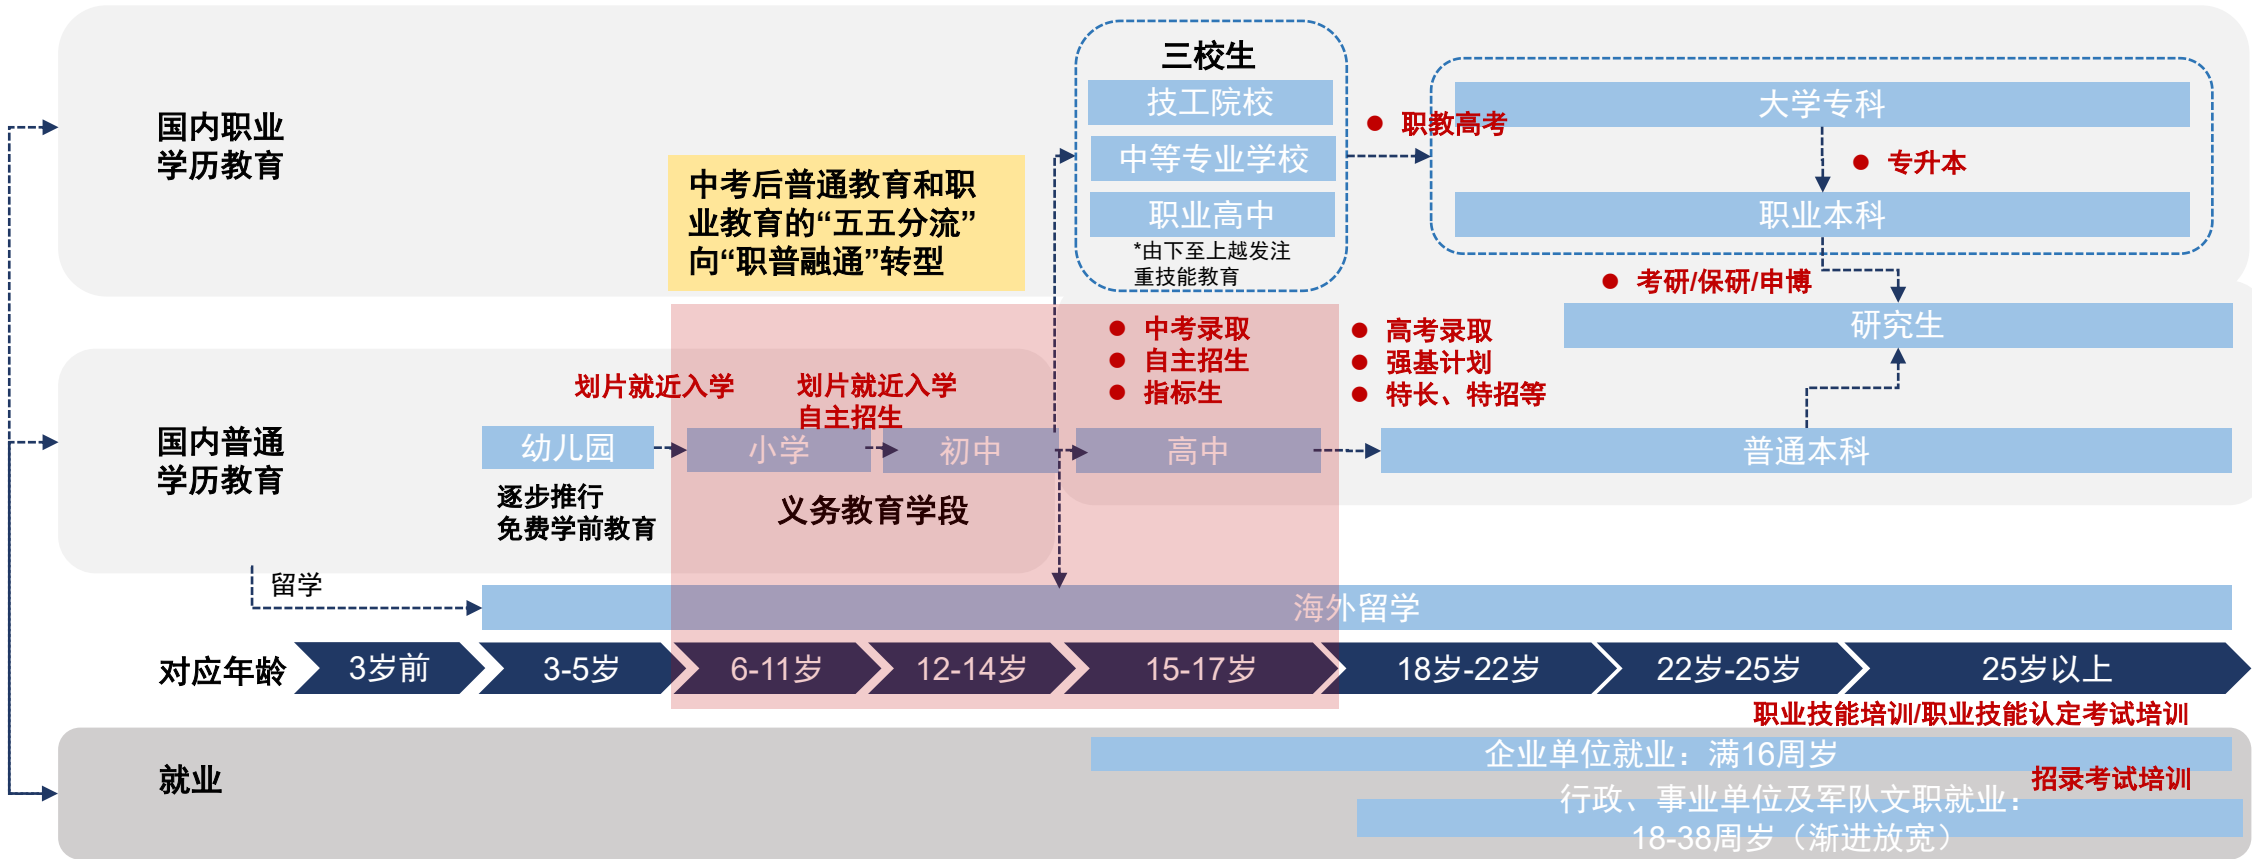 三校生
技工院校
中等专业学校
职业高中
*由下至上越发注
重技能教育
国内职业
学历教育
中考后普通教育和职
业教育的“五五分流”
向“职普融通”转型
职教高考
大学专科
专升本
职业本科
考研/保研/申博
研究生
中考录取
自主招生
指标生
高考录取
强基计划
特长、特招等
划片就近入学
划片就近入学
自主招生
国内普通
学历教育
幼儿园
小学
初中
高中
普通本科
逐步推行
免费学前教育
义务教育学段
留学
海外留学
对应年龄
3岁前
3-5岁
6-11岁
12-14岁
15-17岁
18岁-22岁
22岁-25岁
25岁以上
职业技能培训/职业技能认定考试培训
就业
企业单位就业：满16周岁
招录考试培训
行政、事业单位及军队文职就业：
18-38周岁（渐进放宽）